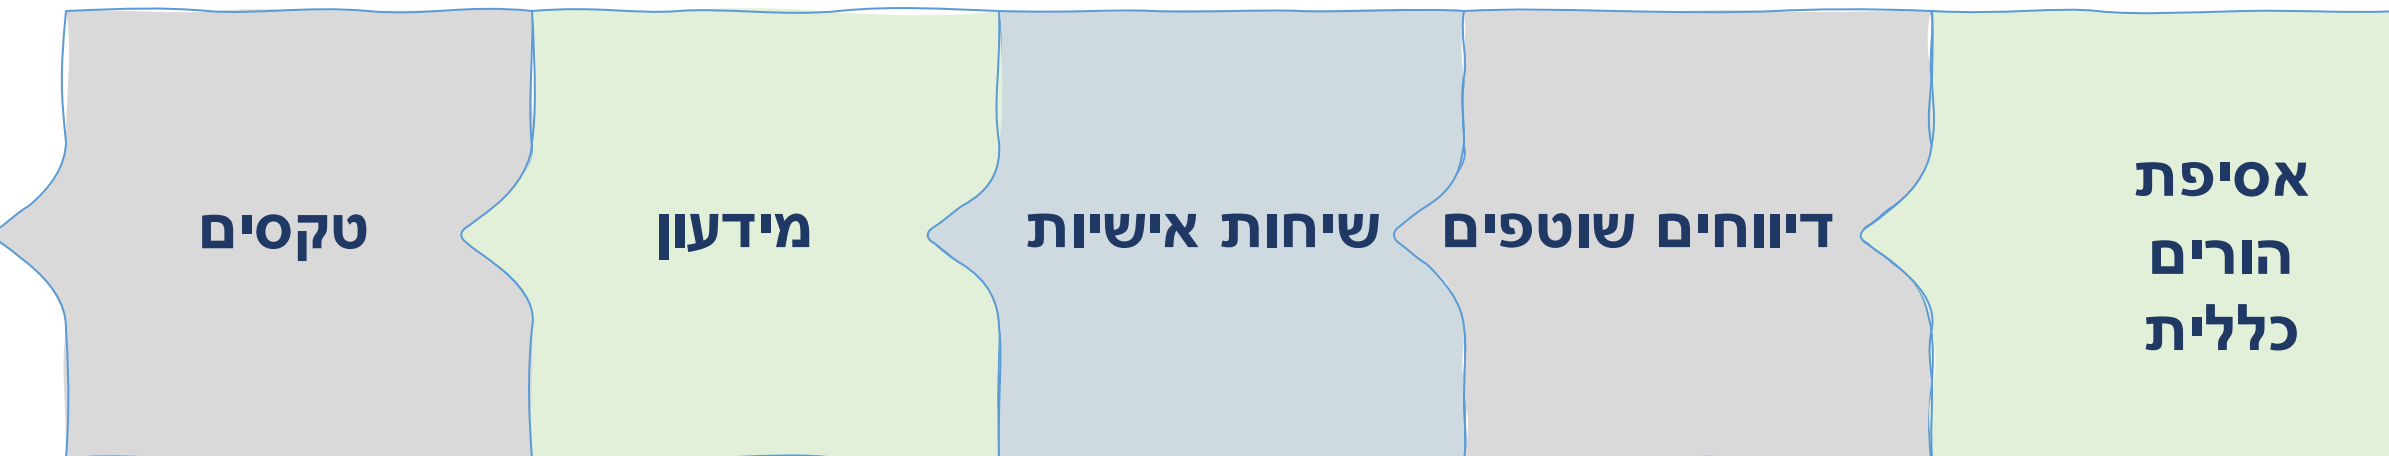 אסיפת
הורים
כללית
דיווחים שוטפים
שיחות אישיות
מידעון
טקסים